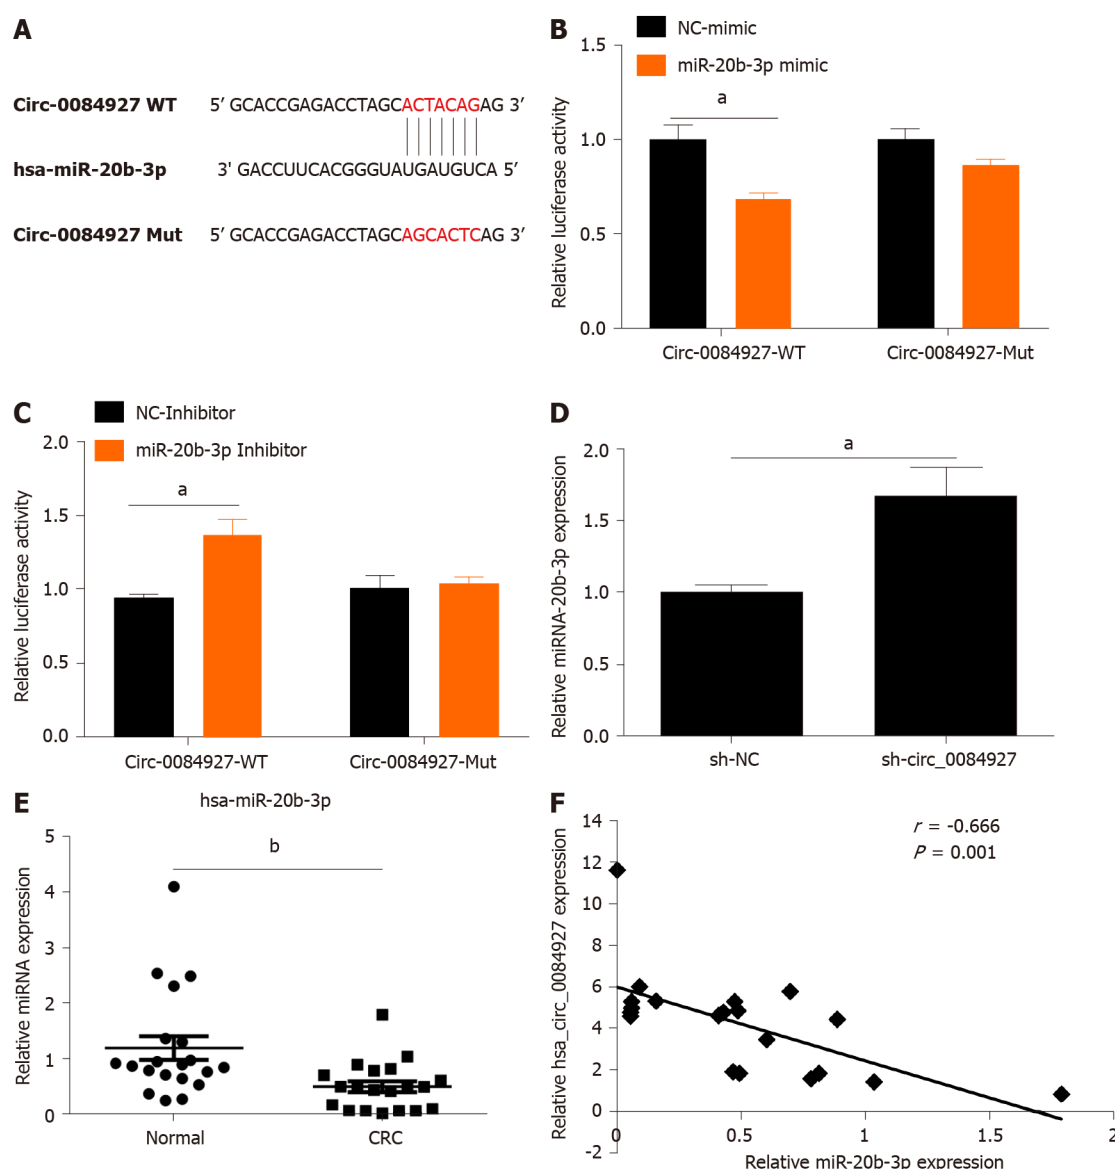 A
Circ-0084927 WT 5′ GCACCGAGACCTAGCACTACAGAG 3′
hsa-miR-20b-3p 3' GACCUUCACGGGUAUGAUGUCA 5′
Circ-0084927 Mut 5′ GCACCGAGACCTAGCAGCACTCAG 3′
B
NC-mimic
miR-20b-3p mimic
Relative luciferase activity
1.5
1.0
0.5
0.0
a
Circ-0084927-WT Circ-0084927-Mut
C
NC-Inhibitor
miR-20b-3p Inhibitor
Relative luciferase activity
2.0
1.5
1.0
0.5
0.0
a
Circ-0084927-WT Circ-0084927-Mut
D
Relative miRNA-20b-3p expression
2.0
1.5
1.0
0.5
0.0
a
sh-NC sh-circ_0084927
E
hsa-miR-20b-3p
Relative miRNA expression
5
4
3
2
1
0
b
Normal CRC
F
Relative hsa_circ_0084927 expression
14
12
10
8
6
4
2
0
-2
r = -0.666
P = 0.001
0 0.5 1 1.5 2
Relative miR-20b-3p expression